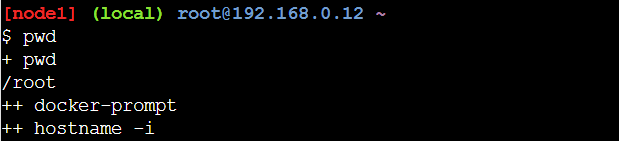 [node1] (local) root@192.168.0.12 ~
$ pwd
+ pwd
/root
++ docker-prompt
++ hostname -i